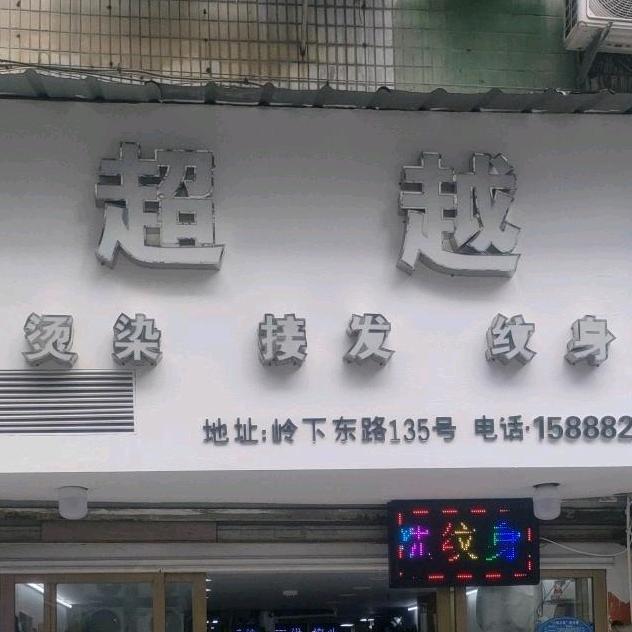 超越
烫染 接发 纹身
地址:岭下东路135号 电话·158882
纹身